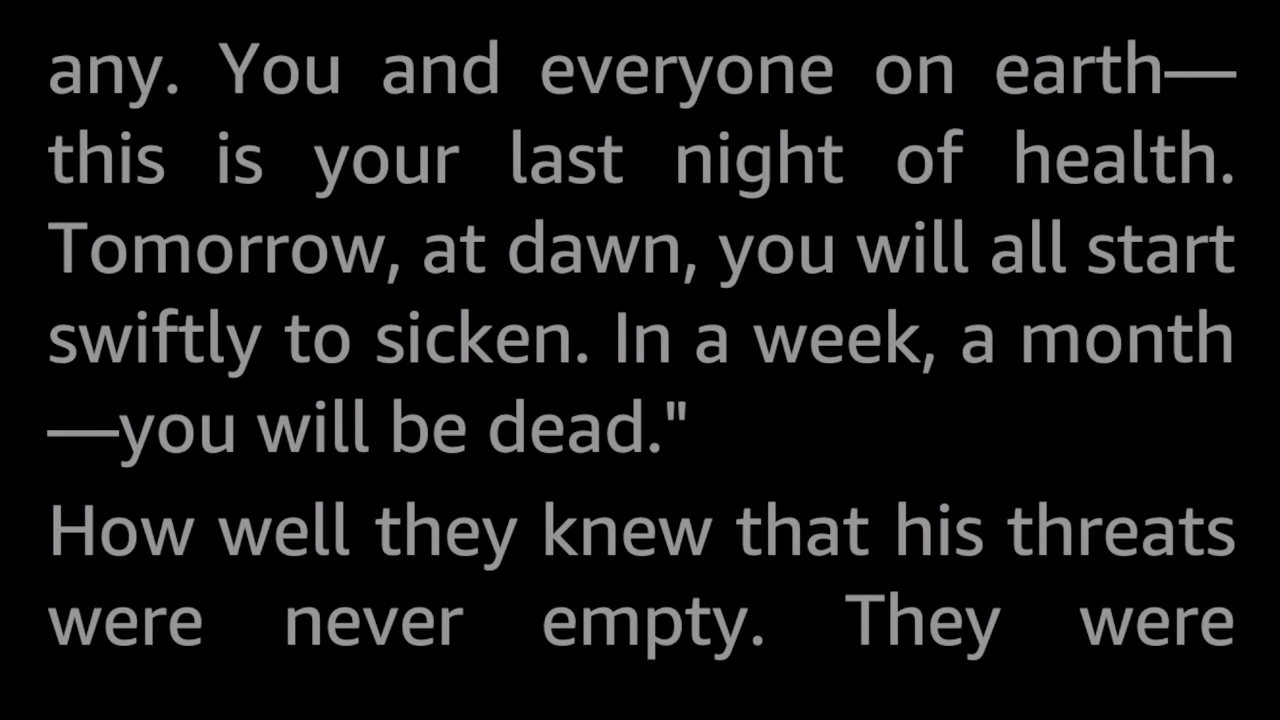 any. You and everyone on earth—
this is your last night of health.
Tomorrow, at dawn, you will all start
swiftly to sicken. In a week, a month
—you will be dead."
How well they knew that his threats
were never empty. They were